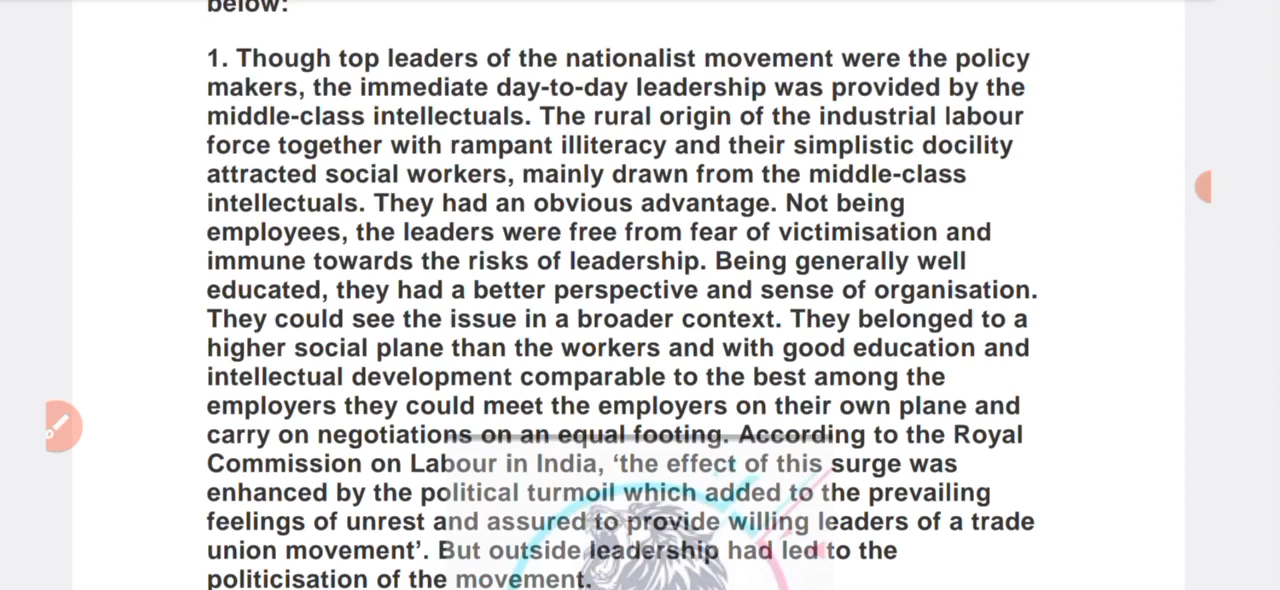 below:
1. Though top leaders of the nationalist movement were the policy
makers, the immediate day-to-day leadership was provided by the
middle-class intellectuals. The rural origin of the industrial labour
force together with rampant illiteracy and their simplistic docility
attracted social workers, mainly drawn from the middle-class
intellectuals. They had an obvious advantage. Not being
employees, the leaders were free from fear of victimisation and
immune towards the risks of leadership. Being generally well
educated, they had a better perspective and sense of organisation.
They could see the issue in a broader context. They belonged to a
higher social plane than the workers and with good education and
intellectual development comparable to the best among the
employers they could meet the employers on their own plane and
carry on negotiations on an equal footing. According to the Royal
Commission on Labour in India, ‘the effect of this surge was
enhanced by the political turmoil which added to the prevailing
feelings of unrest and assured to provide willing leaders of a trade
union movement’. But outside leadership had led to the
politicisation of the movement.